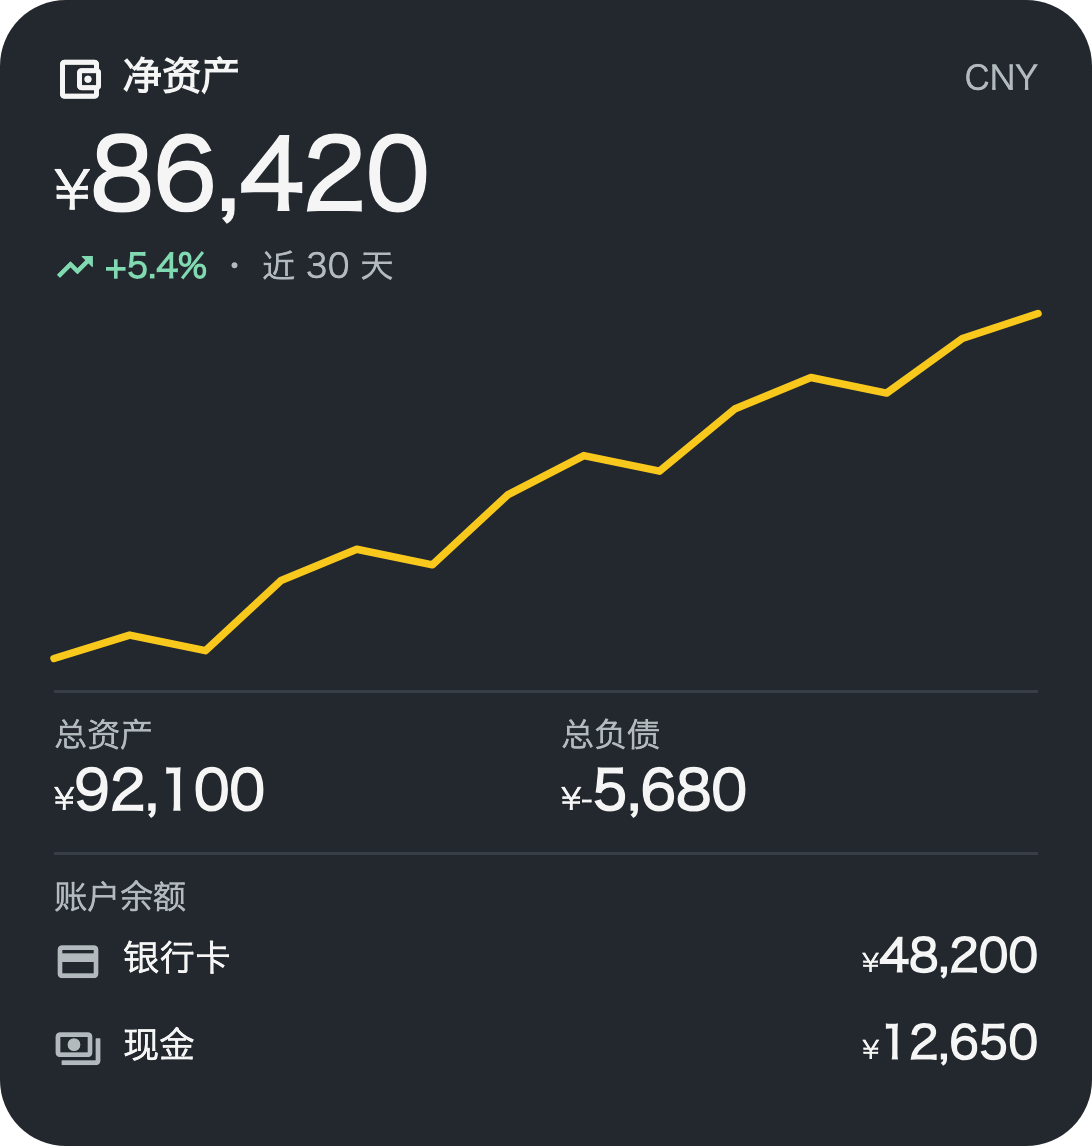 净资产 CNY
¥86,420
+5.4% · 近 30 天
总资产 总负债
¥92,100 ¥-5,680
账户余额
银行卡 ¥48,200
现金 ¥12,650